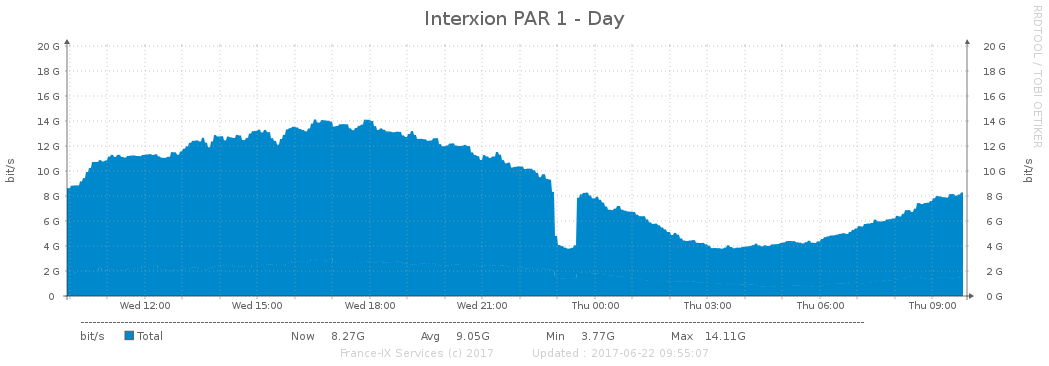 Interxion PAR 1 - Day
RRDTOOL / TOBI OETIKER
20 G 20 G
18 G 18 G
16 G 16 G
14 G 14 G
12 G 12 G
10 G 10 G
8 G 8 G
6 G 6 G
4 G 4 G
2 G 2 G
0 0 G
bit/s
bit/s
Wed 12:00 Wed 15:00 Wed 18:00 Wed 21:00 Thu 00:00 Thu 03:00 Thu 06:00 Thu 09:00
bit/s Total Now 8.27G Avg 9.05G Min 3.77G Max 14.11G
France-IX Services (c) 2017 Updated : 2017-06-22 09:55:07